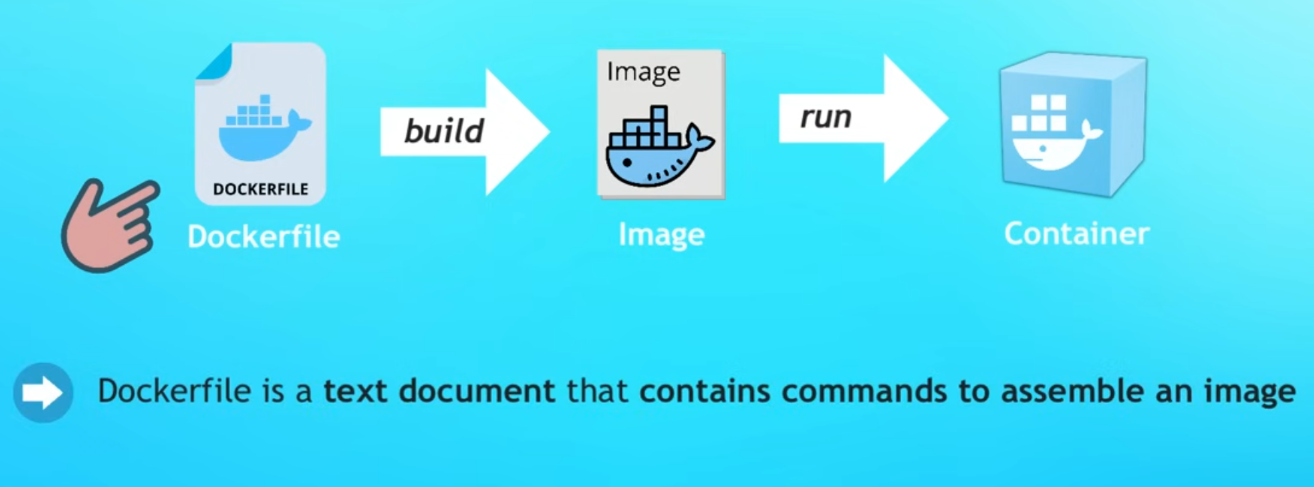 DOCKERFILE
Dockerfile
build
Image
Image
run
Container
Dockerfile is a text document that contains commands to assemble an image